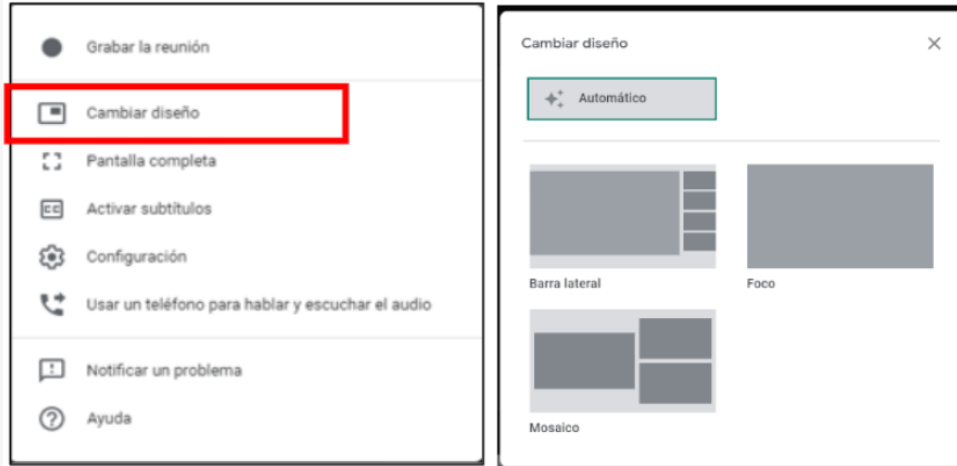 Grabar la reunión
Cambiar diseño
Pantalla completa
CC Activar subtítulos
Configuración
Usar un teléfono para hablar y escuchar el audio
Notificar un problema
Ayuda
Cambiar diseño
Automático
Barra lateral
Foco
Mosaico